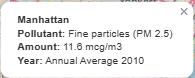 Manhattan
Pollutant: Fine particles (PM 2.5)
Amount: 11.6 mcg/m3
Year: Annual Average 2010